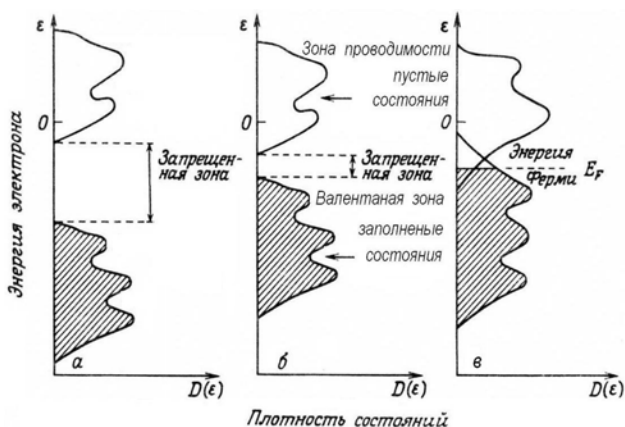 ε
0
Запрещен-
ная зона
Энергия электрона
а
D(ε)
ε
Зона проводимости
пустые
состояния
0
Запрещен-
ная зона
Валентаная зона
заполненые
состояния
б
D(ε)
ε
0
Энергия
Ферми E_F
в
D(ε)
Плотность состояний